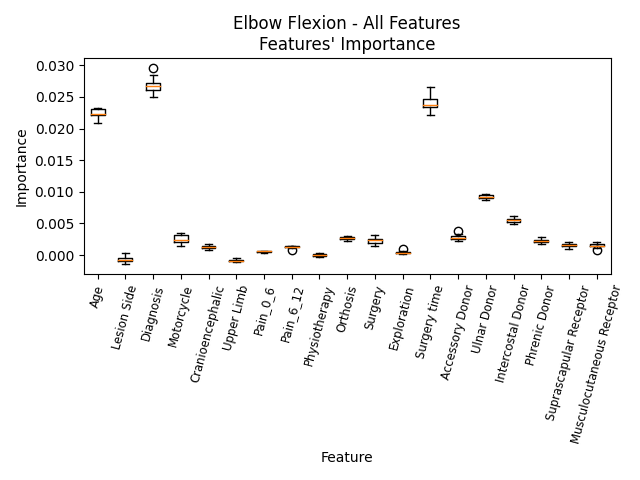 Elbow Flexion - All Features
Features' Importance
0.030
0.025
0.020
0.015
0.010
0.005
0.000
Importance
Age
Lesion Side
Diagnosis
Motorcycle
Cranioencephalic
Upper Limb
Pain_0_6
Pain_6_12
Physiotherapy
Orthosis
Surgery
Exploration
Surgery time
Accessory Donor
Ulnar Donor
Intercostal Donor
Phrenic Donor
Suprascapular Receptor
Musculocutaneous Receptor
Feature